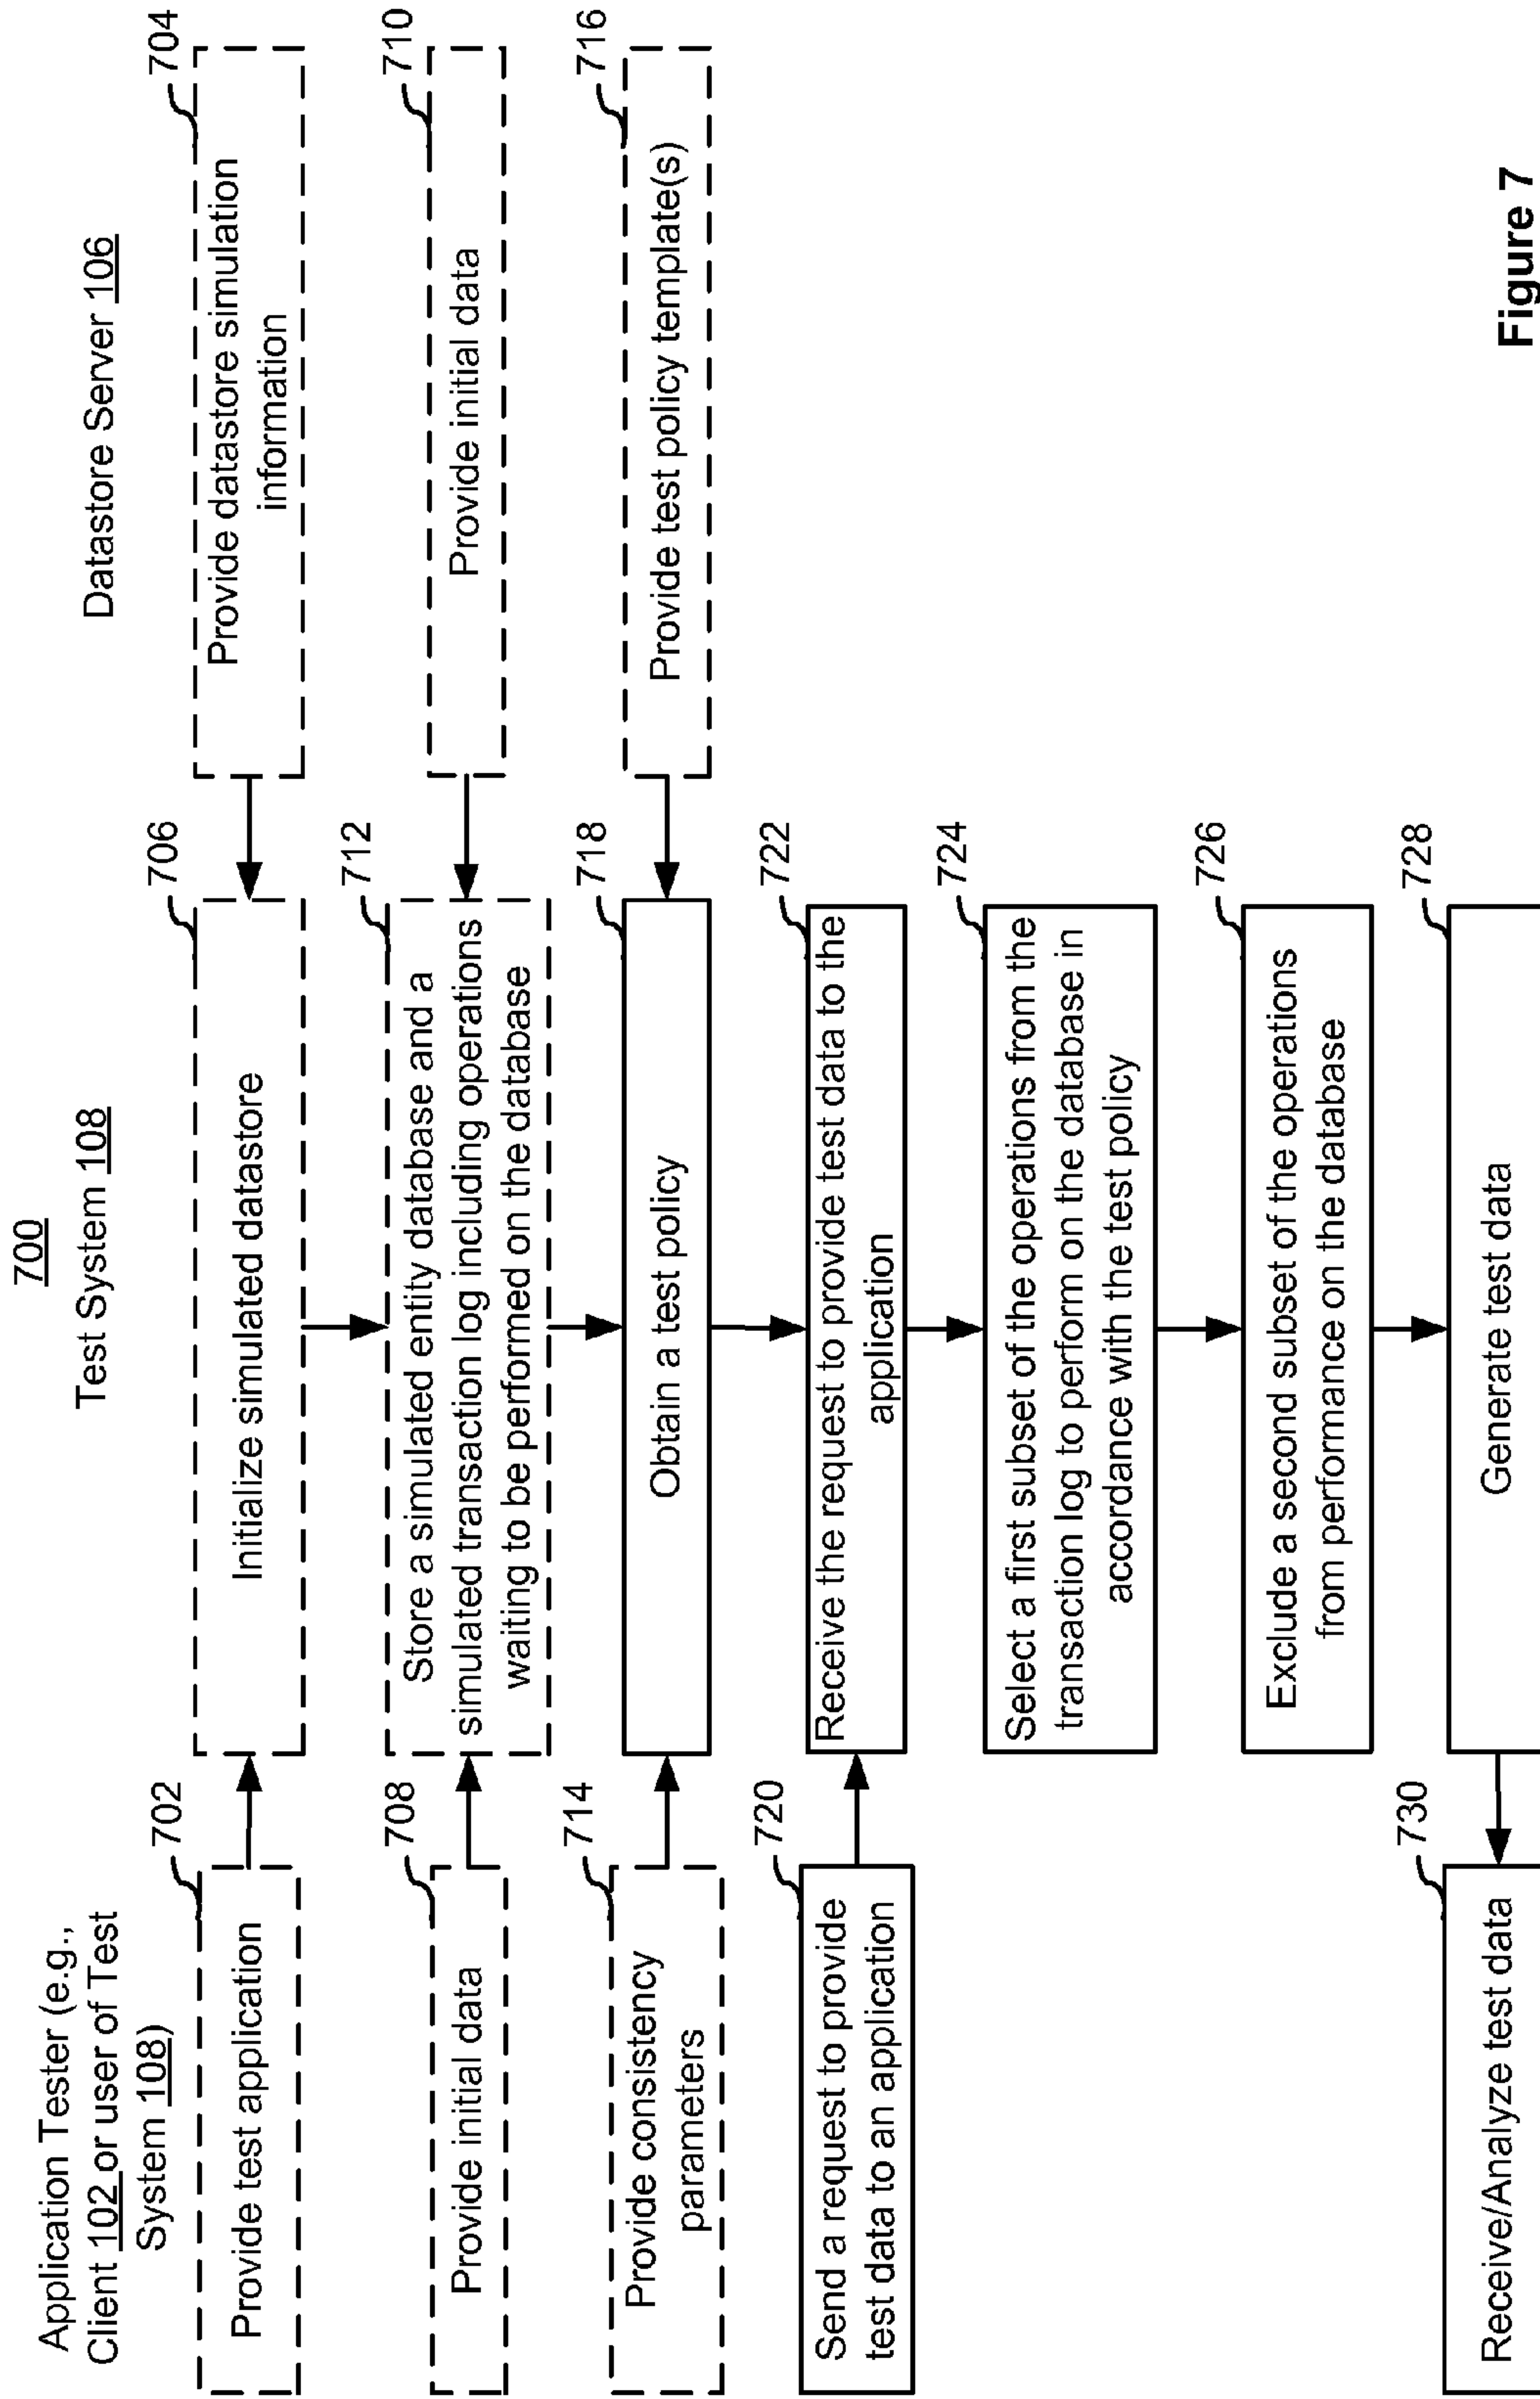 700
Application Tester (e.g.,
Client 102 or user of Test
System 108)
Test System 108
Datastore Server 106
702
Provide test application
706
Initialize simulated datastore
704
Provide datastore simulation
information
708
Provide initial data
712
Store a simulated entity database and a
simulated transaction log including operations
waiting to be performed on the database
710
Provide initial data
714
Provide consistency
parameters
718
Obtain a test policy
716
Provide test policy template(s)
720
Send a request to provide
test data to an application
722
Receive the request to provide test data to the
application
724
Select a first subset of the operations from the
transaction log to perform on the database in
accordance with the test policy
726
Exclude a second subset of the operations
from performance on the database
728
Generate test data
730
Receive/Analyze test data
Figure 7